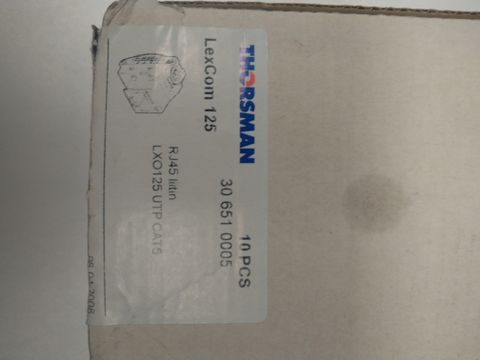 THORSMAN
LexCom 125
10 PCS
30 651 0005
RJ45 liitin
LXO125 UTP CAT5